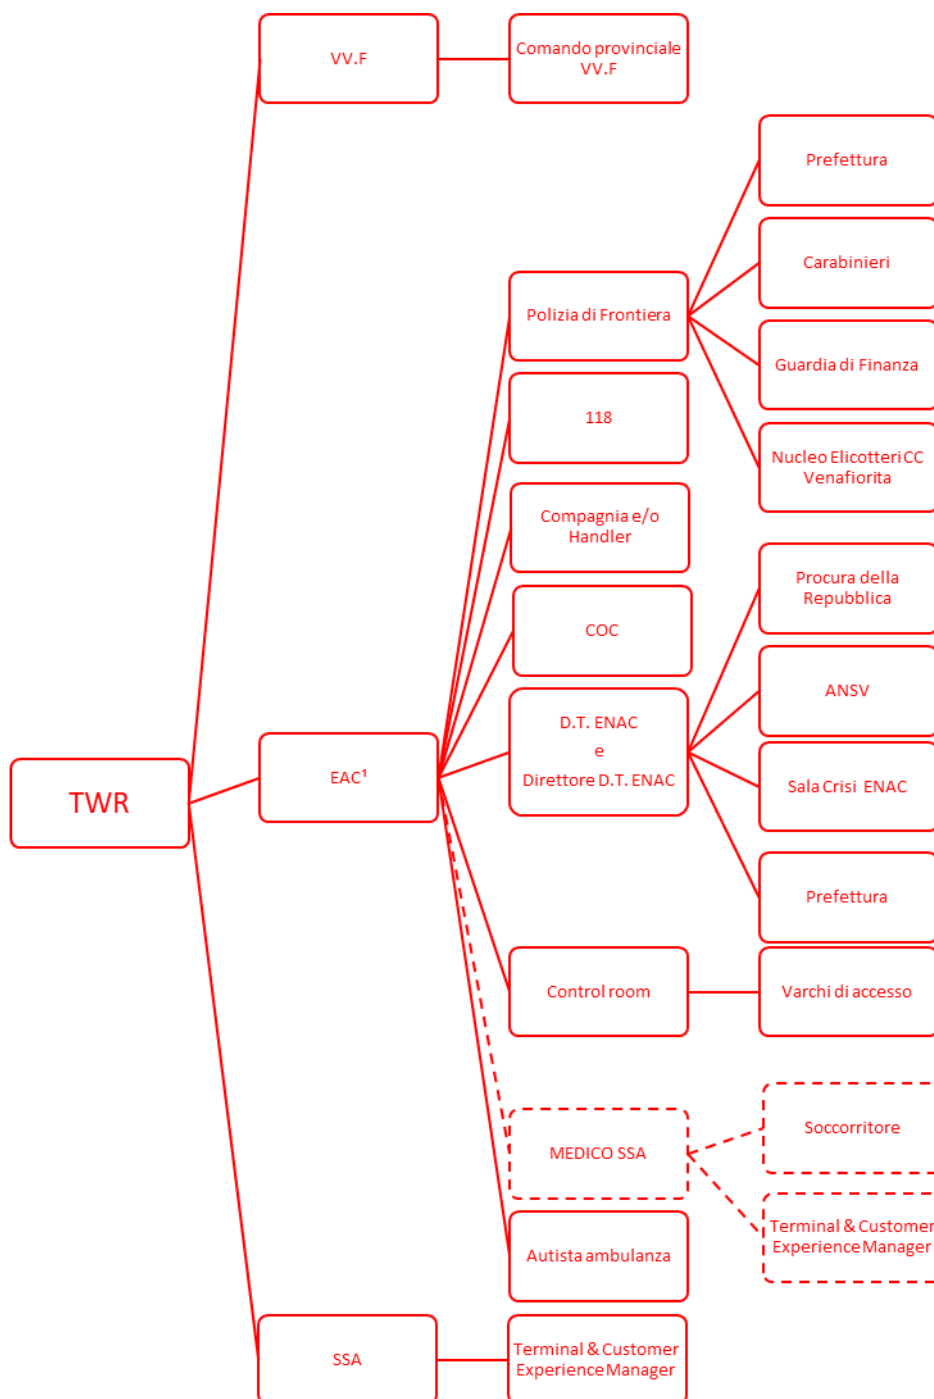 VV.F
Comando provinciale
VV.F
Prefettura
Carabinieri
Polizia di Frontiera
Guardia di Finanza
118
Nucleo Elicotteri CC
Venafiorita
Compagnia e/o
Handler
Procura della
Repubblica
COC
ANSV
D.T. ENAC
e
Direttore D.T. ENAC
TWR
EAC¹
Sala Crisi ENAC
Prefettura
Control room
Varchi di accesso
MEDICO SSA
Soccorritore
Terminal & Customer
Experience Manager
Autista ambulanza
SSA
Terminal & Customer
Experience Manager